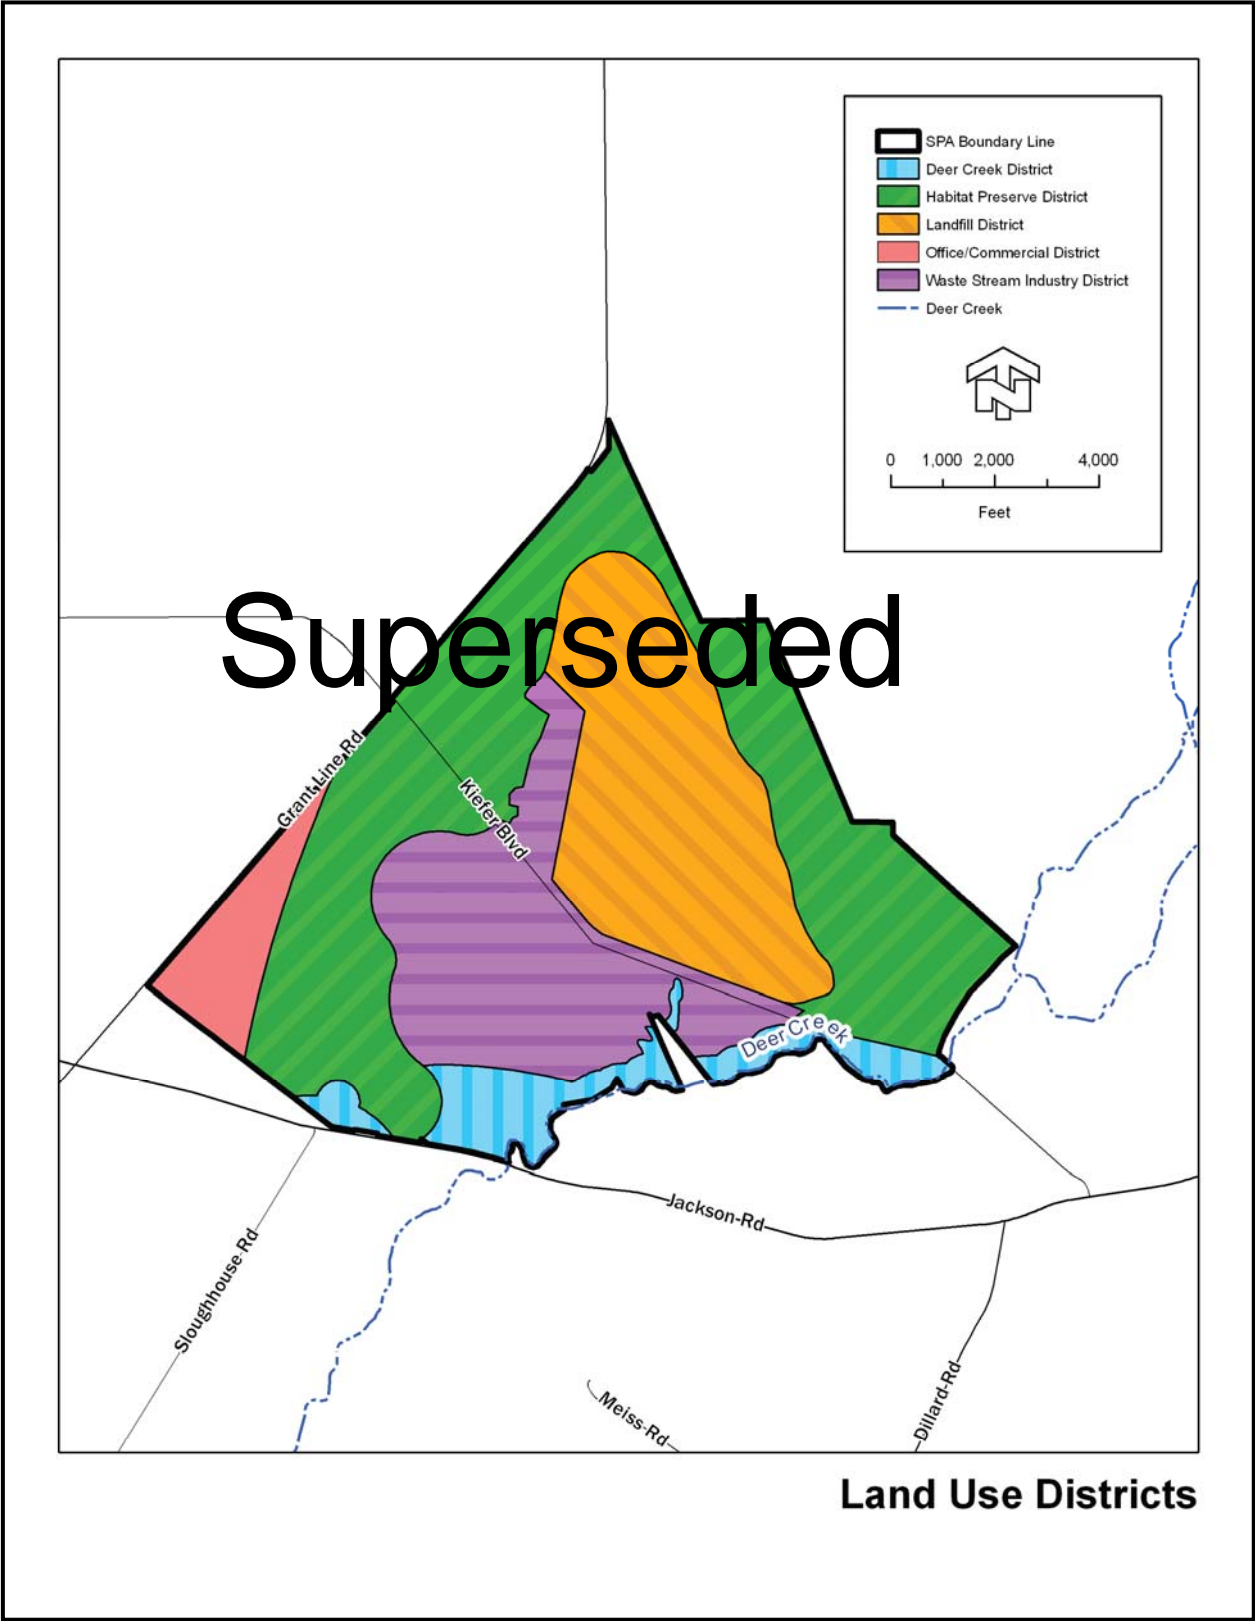 SPA Boundary Line
Deer Creek District
Habitat Preserve District
Landfill District
Office/Commercial District
Waste Stream Industry District
Deer Creek
N
0 1,000 2,000 4,000
Feet
Superseded
Grant Line Rd
Kiefer Blvd
Deer Creek
Jackson-Rd
Sloughhouse Rd
Meiss-Rd
Dillard-Rd
Land Use Districts